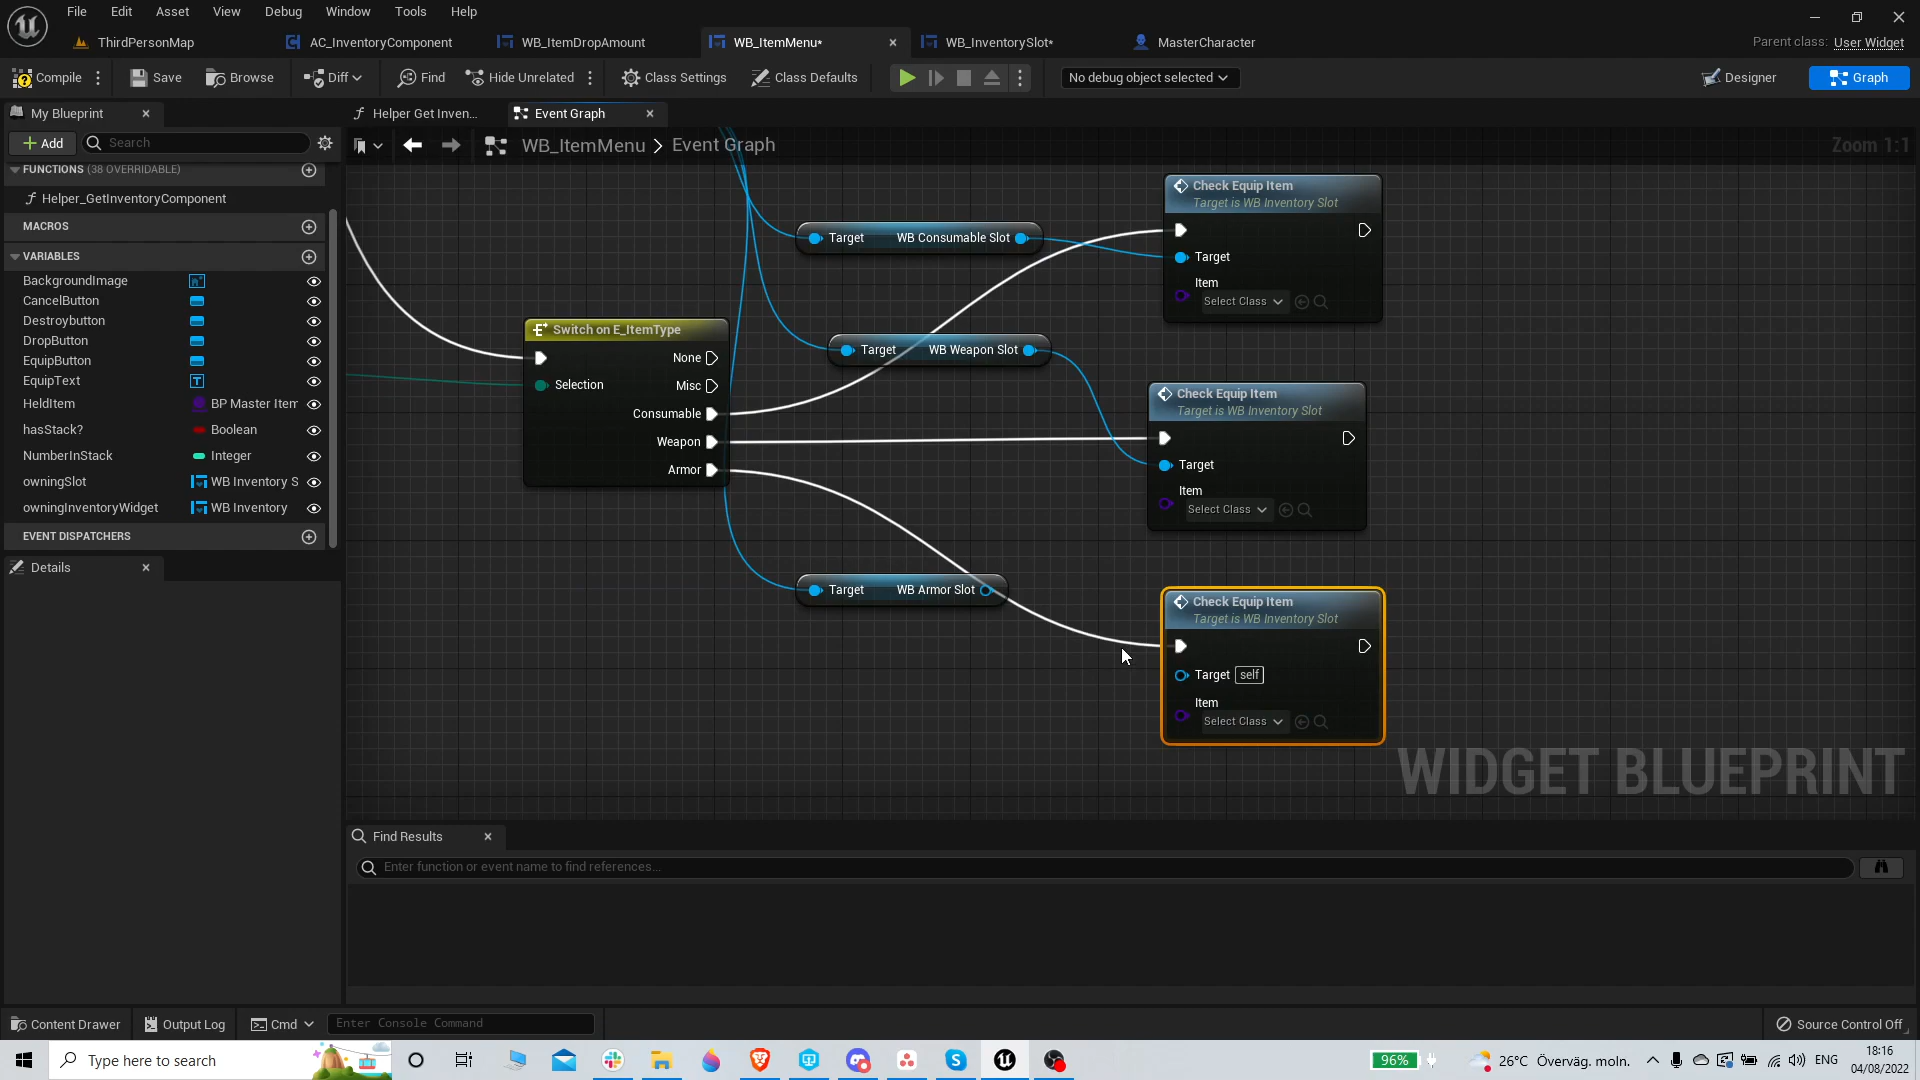 File Edit Asset View Debug Window Tools Help
ThirdPersonMap AC_InventoryComponent WB_ItemDropAmount WB_ItemMenu* WB_InventorySlot* MasterCharacter
Parent class: User Widget
Compile Save Browse Diff Find Hide Unrelated Class Settings Class Defaults No debug object selected Designer Graph
My Blueprint Helper Get Inven... Event Graph
Add Search
WB_ItemMenu > Event Graph Zoom 1:1
FUNCTIONS (38 OVERRIDABLE)
Helper_GetInventoryComponent
MACROS
VARIABLES
BackgroundImage
CancelButton
Destroybutton
DropButton
EquipButton
EquipText
HeldItem BP Master Item
hasStack? Boolean
NumberInStack Integer
owningSlot WB Inventory S
owningInventoryWidget WB Inventory
EVENT DISPATCHERS
Details
Switch on E_ItemType
None
Selection Misc
Consumable
Weapon
Armor
Target WB Consumable Slot
Target WB Weapon Slot
Target WB Armor Slot
Check Equip Item
Target is WB Inventory Slot
Target
Item
Select Class
Check Equip Item
Target is WB Inventory Slot
Target
Item
Select Class
Check Equip Item
Target is WB Inventory Slot
Target self
Item
Select Class
WIDGET BLUEPRINT
Find Results
Enter function or event name to find references...
Content Drawer Output Log Cmd Enter Console Command Source Control Off
Type here to search 96% 26°C Överväg. moln. ENG 18:16
04/08/2022